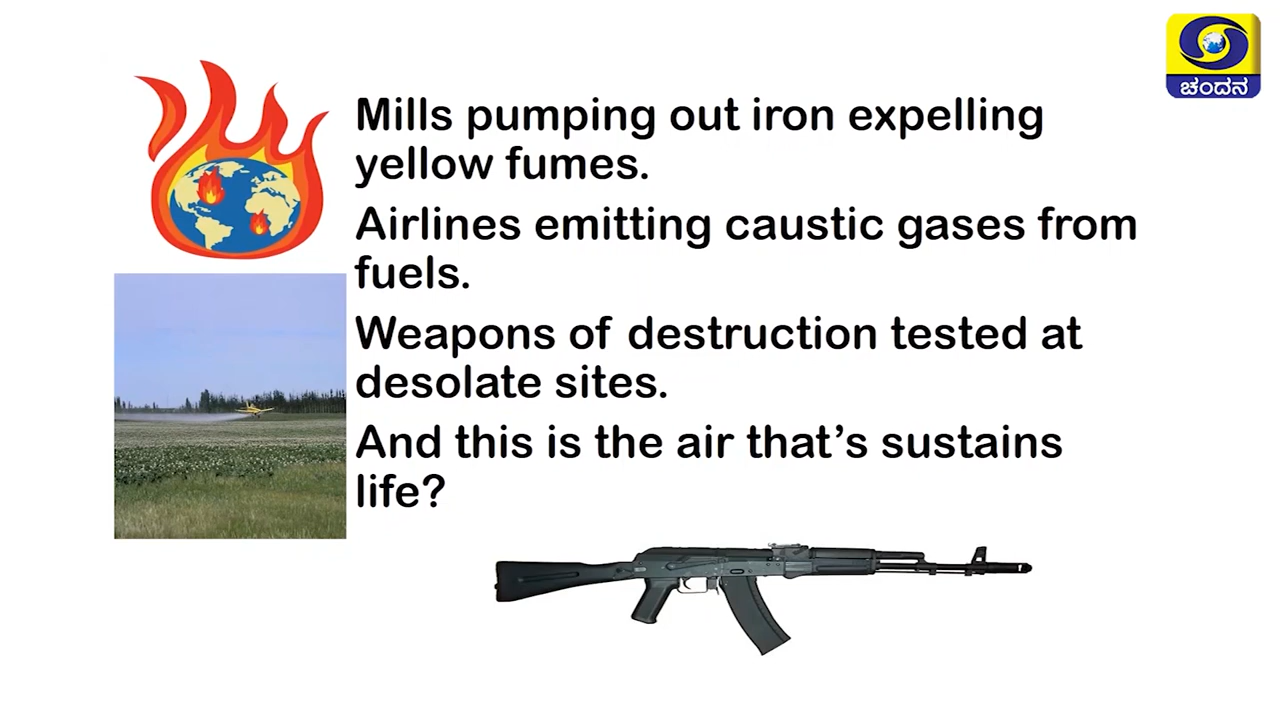 ಚಂದನ
Mills pumping out iron expelling
yellow fumes.
Airlines emitting caustic gases from
fuels.
Weapons of destruction tested at
desolate sites.
And this is the air that’s sustains
life?